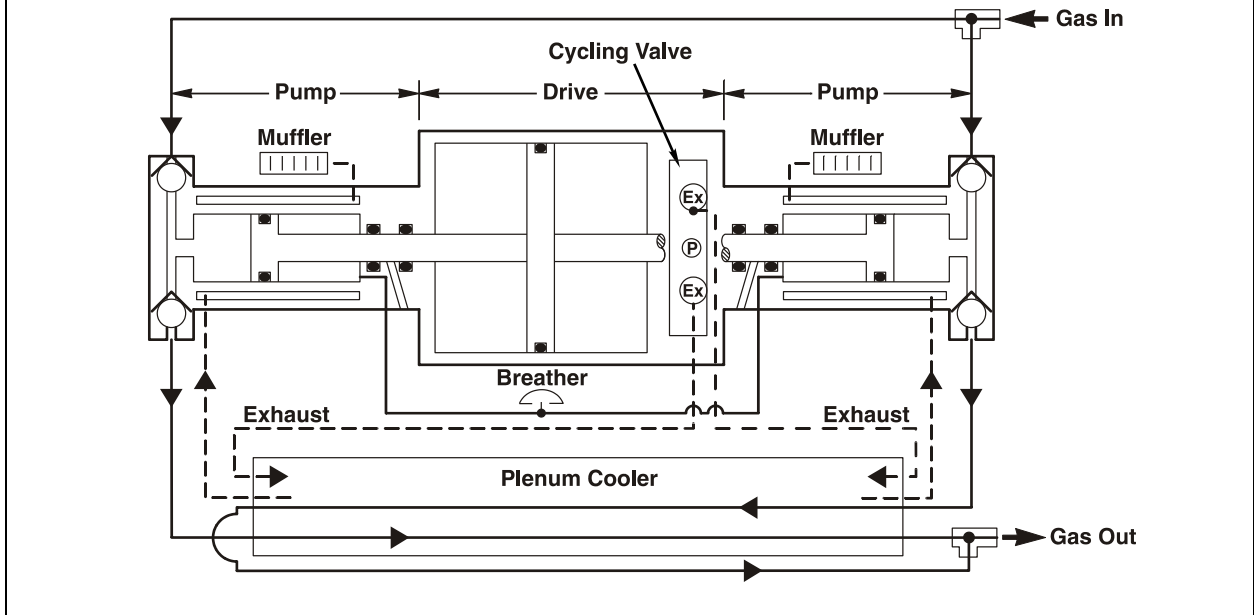 Gas In
Cycling Valve
Pump
Drive
Pump
Muffler
Muffler
Ex
P
Ex
Breather
Exhaust
Exhaust
Plenum Cooler
Gas Out